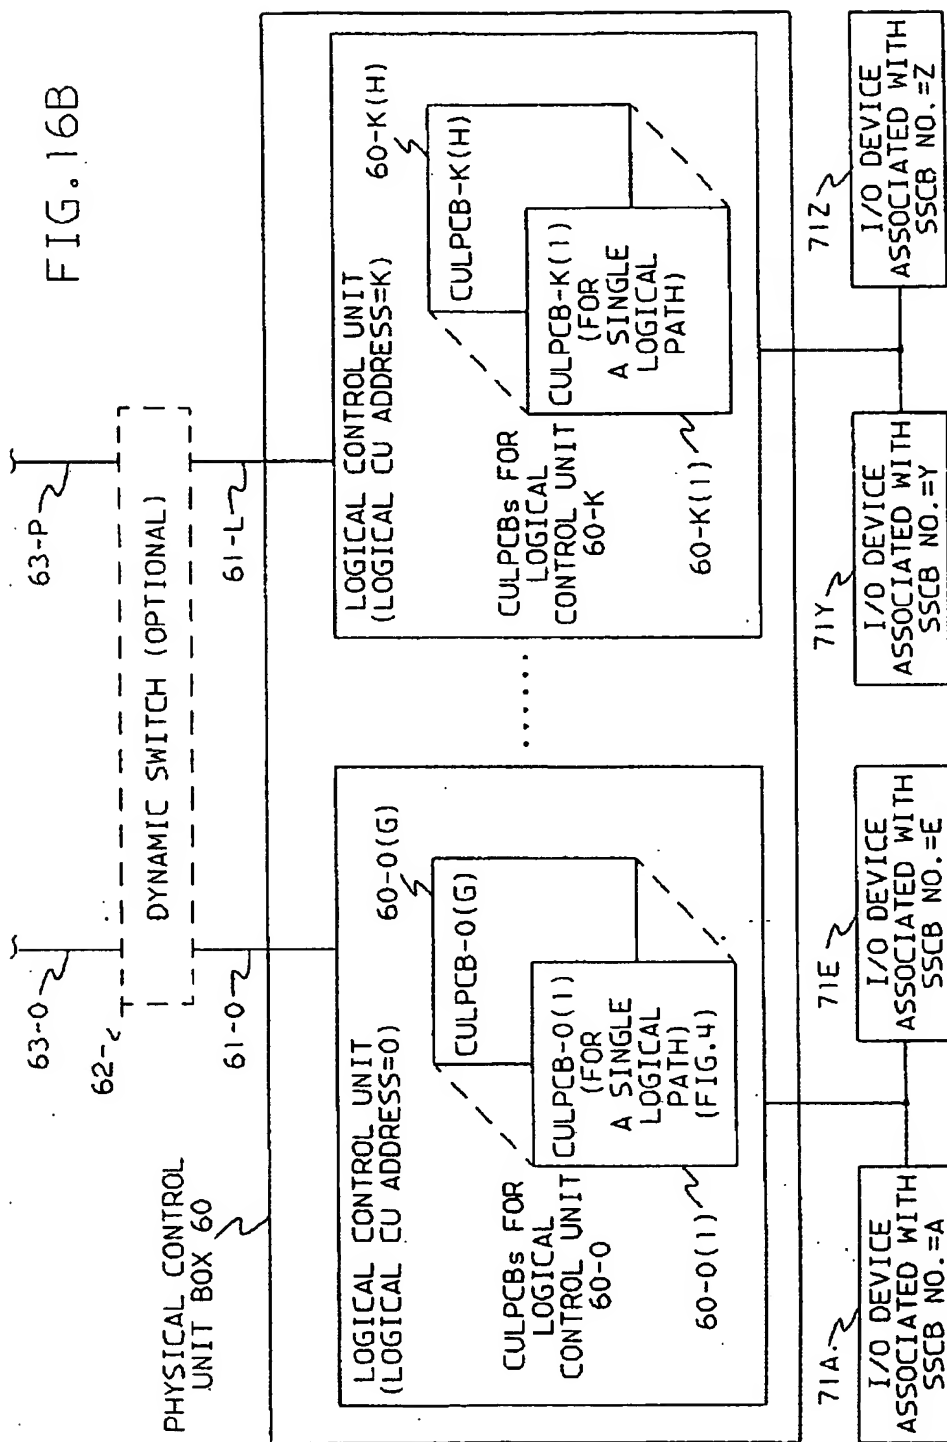 FIG.16B
63-0
63-P
62
DYNAMIC SWITCH (OPTIONAL)
61-0
61-L
PHYSICAL CONTROL
UNIT BOX 60
LOGICAL CONTROL UNIT
(LOGICAL CU ADDRESS=0)
60-0(G)
CULPCB-0(G)
CULPCB-0(1)
(FOR
A SINGLE
LOGICAL
PATH)
(FIG.4)
CULPCBs FOR
LOGICAL
CONTROL UNIT
60-0
60-0(1)
......
LOGICAL CONTROL UNIT
(LOGICAL CU ADDRESS=K)
60-K(H)
CULPCB-K(H)
CULPCB-K(1)
(FOR
A SINGLE
LOGICAL
PATH)
CULPCBs FOR
LOGICAL
CONTROL UNIT
60-K
60-K(1)
71A
I/O DEVICE
ASSOCIATED WITH
SSCB NO.=A
71E
I/O DEVICE
ASSOCIATED WITH
SSCB NO.=E
71Y
I/O DEVICE
ASSOCIATED WITH
SSCB NO.=Y
71Z
I/O DEVICE
ASSOCIATED WITH
SSCB NO.=Z